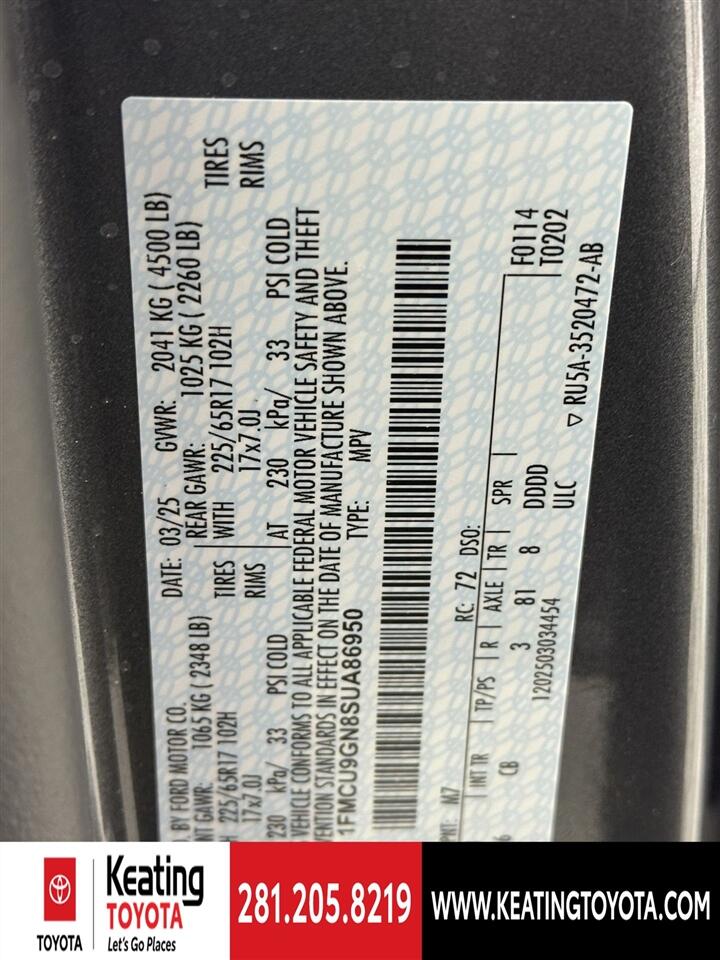 . BY FORD MOTOR CO. DATE: 03/25 GVWR: 2041 KG ( 4500 LB)
NT GAWR: 1065 KG ( 2348 LB) REAR GAWR: 1025 KG ( 2260 LB)
225/65R17 102H TIRES WITH 225/65R17 102H TIRES
17x7.0J RIMS 17x7.0J RIMS
230 kPa/ 33 PSI COLD AT 230 kPa/ 33 PSI COLD
VEHICLE CONFORMS TO ALL APPLICABLE FEDERAL MOTOR VEHICLE SAFETY AND THEFT
VENTION STANDARDS IN EFFECT ON THE DATE OF MANUFACTURE SHOWN ABOVE.
1FMCU9GN8SUA86950 TYPE: MPV
PNT: M7 RC: 72 DSO:
INT TR TP/PS R AXLE TR SPR F0114
CB 3 81 8 DDDD T0202
1202503034454 ULC ▽ RU5A-3520472-AB
TOYOTA
Keating
TOYOTA
Let's Go Places
281.205.8219
WWW.KEATINGTOYOTA.COM